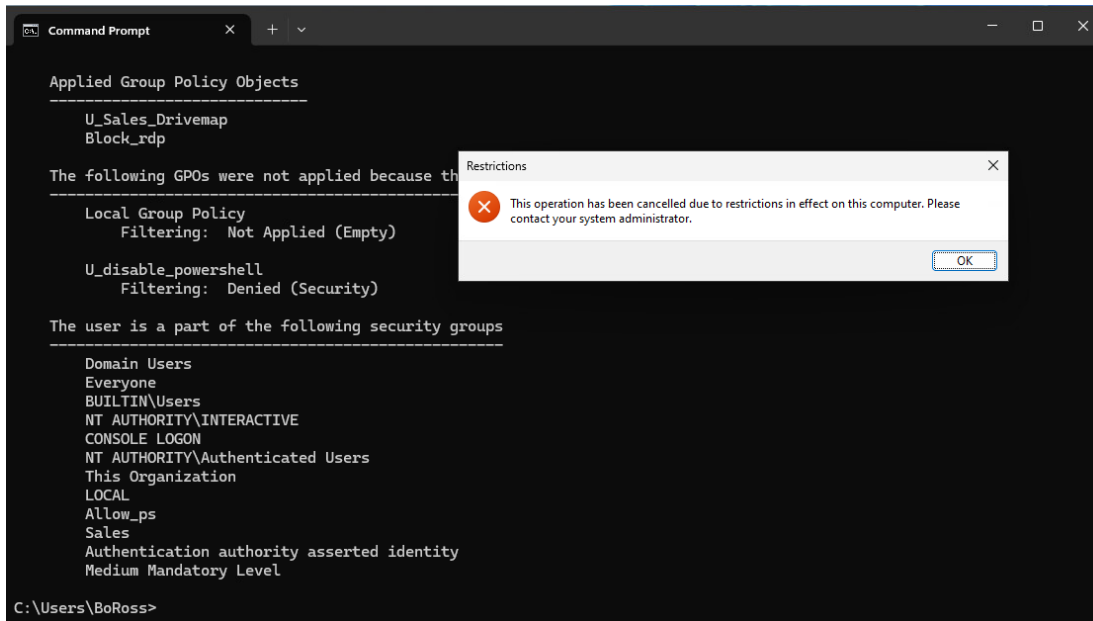 Command Prompt
Applied Group Policy Objects
-----------------------------
U_Sales_Drivemap
Block_rdp
The following GPOs were not applied because th
Local Group Policy
Filtering: Not Applied (Empty)
U_disable_powershell
Filtering: Denied (Security)
The user is a part of the following security groups
---------------------------------------------------
Domain Users
Everyone
BUILTIN\Users
NT AUTHORITY\INTERACTIVE
CONSOLE LOGON
NT AUTHORITY\Authenticated Users
This Organization
LOCAL
Allow_ps
Sales
Authentication authority asserted identity
Medium Mandatory Level
C:\Users\BoRoss>
Restrictions
This operation has been cancelled due to restrictions in effect on this computer. Please
contact your system administrator.
OK